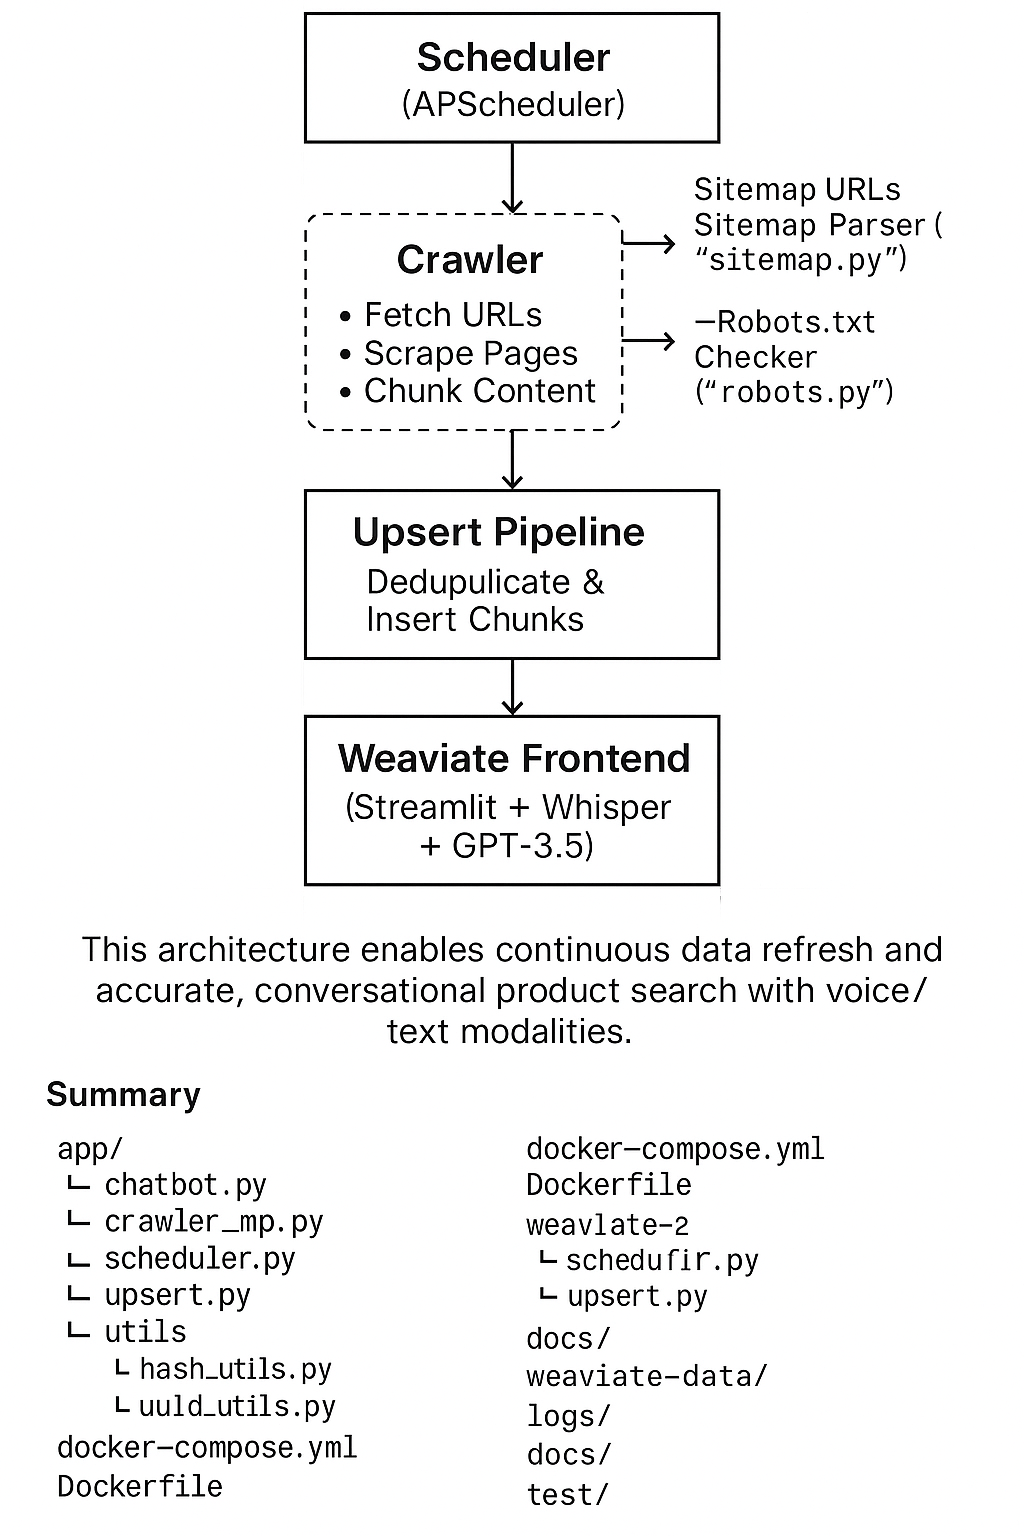 Scheduler
(APScheduler)
Sitemap URLs
Sitemap Parser (
“sitemap.py”)
Crawler
• Fetch URLs
• Scrape Pages
• Chunk Content
—Robots.txt
Checker
(“robots.py”)
Upsert Pipeline
Dedupulicate &
Insert Chunks
Weaviate Frontend
(Streamlit + Whisper
+ GPT-3.5)
This architecture enables continuous data refresh and
accurate, conversational product search with voice/
text modalities.
Summary
app/
chatbot.py
crawler_mp.py
scheduler.py
upsert.py
utils
hash_utils.py
uuld_utils.py
docker-compose.yml
Dockerfile
docker-compose.yml
Dockerfile
weavlate-2
schedufir.py
upsert.py
docs/
weaviate-data/
logs/
docs/
test/